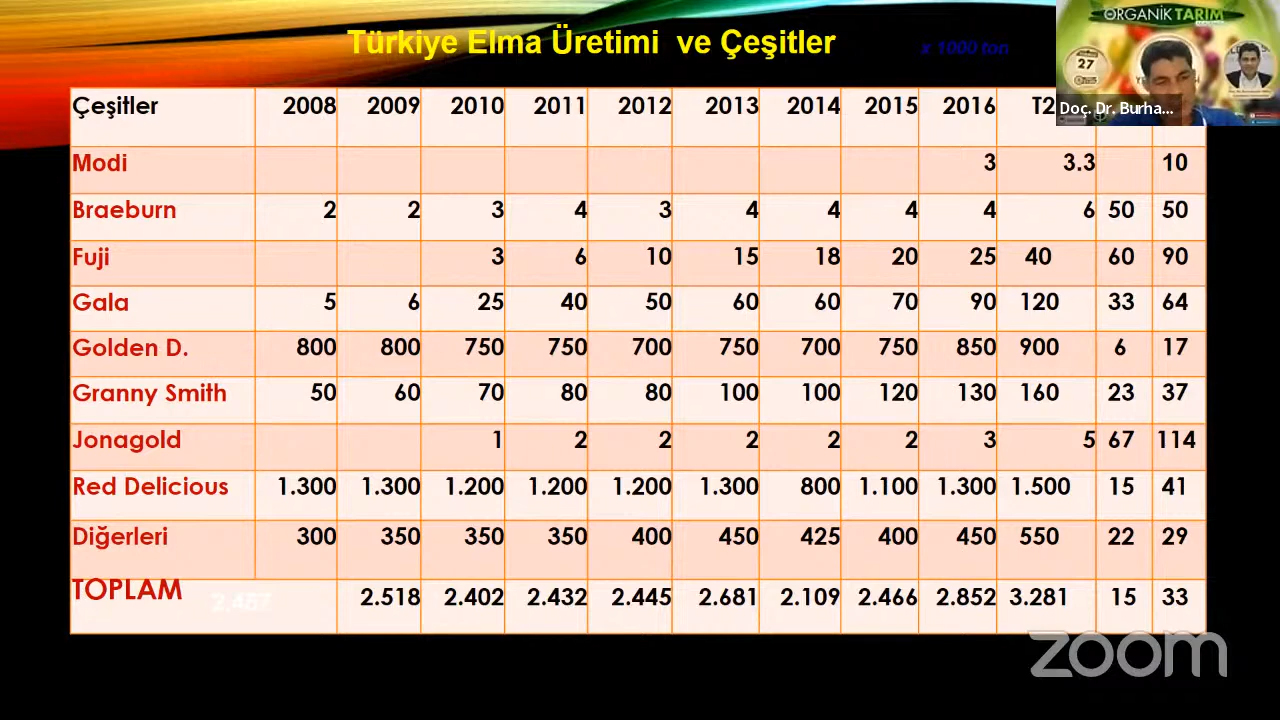 ORGANİK TARIM
Türkiye Elma Üretimi ve Çeşitler x 1000 ton
27
Doç. Dr. Burha...
Çeşitler 2008 2009 2010 2011 2012 2013 2014 2015 2016
Modi 3 3.3 10
Braeburn 2 2 3 4 3 4 4 4 4 6 50 50
Fuji 3 6 10 15 18 20 25 40 60 90
Gala 5 6 25 40 50 60 60 70 90 120 33 64
Golden D. 800 800 750 750 700 750 700 750 850 900 6 17
Granny Smith 50 60 70 80 80 100 100 120 130 160 23 37
Jonagold 1 2 2 2 2 2 3 5 67 114
Red Delicious 1.300 1.300 1.200 1.200 1.200 1.300 800 1.100 1.300 1.500 15 41
Diğerleri 300 350 350 350 400 450 425 400 450 550 22 29
TOPLAM 2.457 2.518 2.402 2.432 2.445 2.681 2.109 2.466 2.852 3.281 15 33
zoom